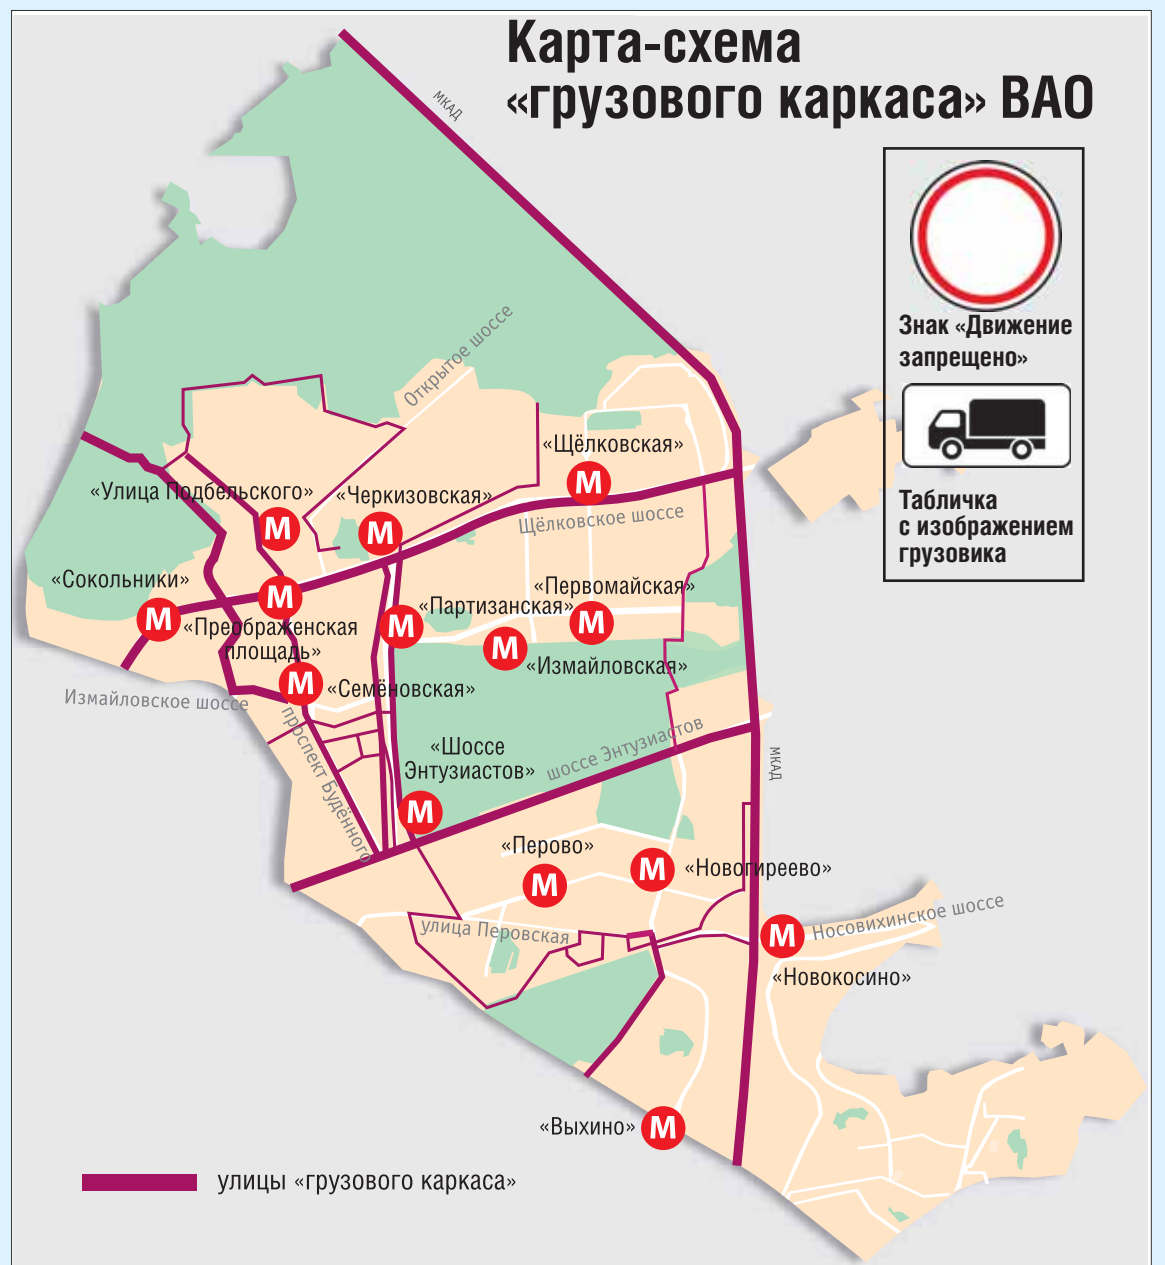 Карта-схема
«грузового каркаса» ВАО
МКАД
Знак «Движение
запрещено»
Табличка
с изображением
грузовика
Открытое шоссе
«Щёлковская»
М
«Улица Подбельского»
М
«Черкизовская»
М
Щёлковское шоссе
«Сокольники»
М
М
«Преображенская
площадь»
«Партизанская»
М
«Первомайская»
М
М
«Измайловская»
М
«Семёновская»
Измайловское шоссе
проспект Будённого
«Шоссе
Энтузиастов»
М
шоссе Энтузиастов
МКАД
«Перово»
М
М
«Новогиреево»
улица Перовская
М
Носовихинское шоссе
«Новокосино»
«Выхино»
М
улицы «грузового каркаса»